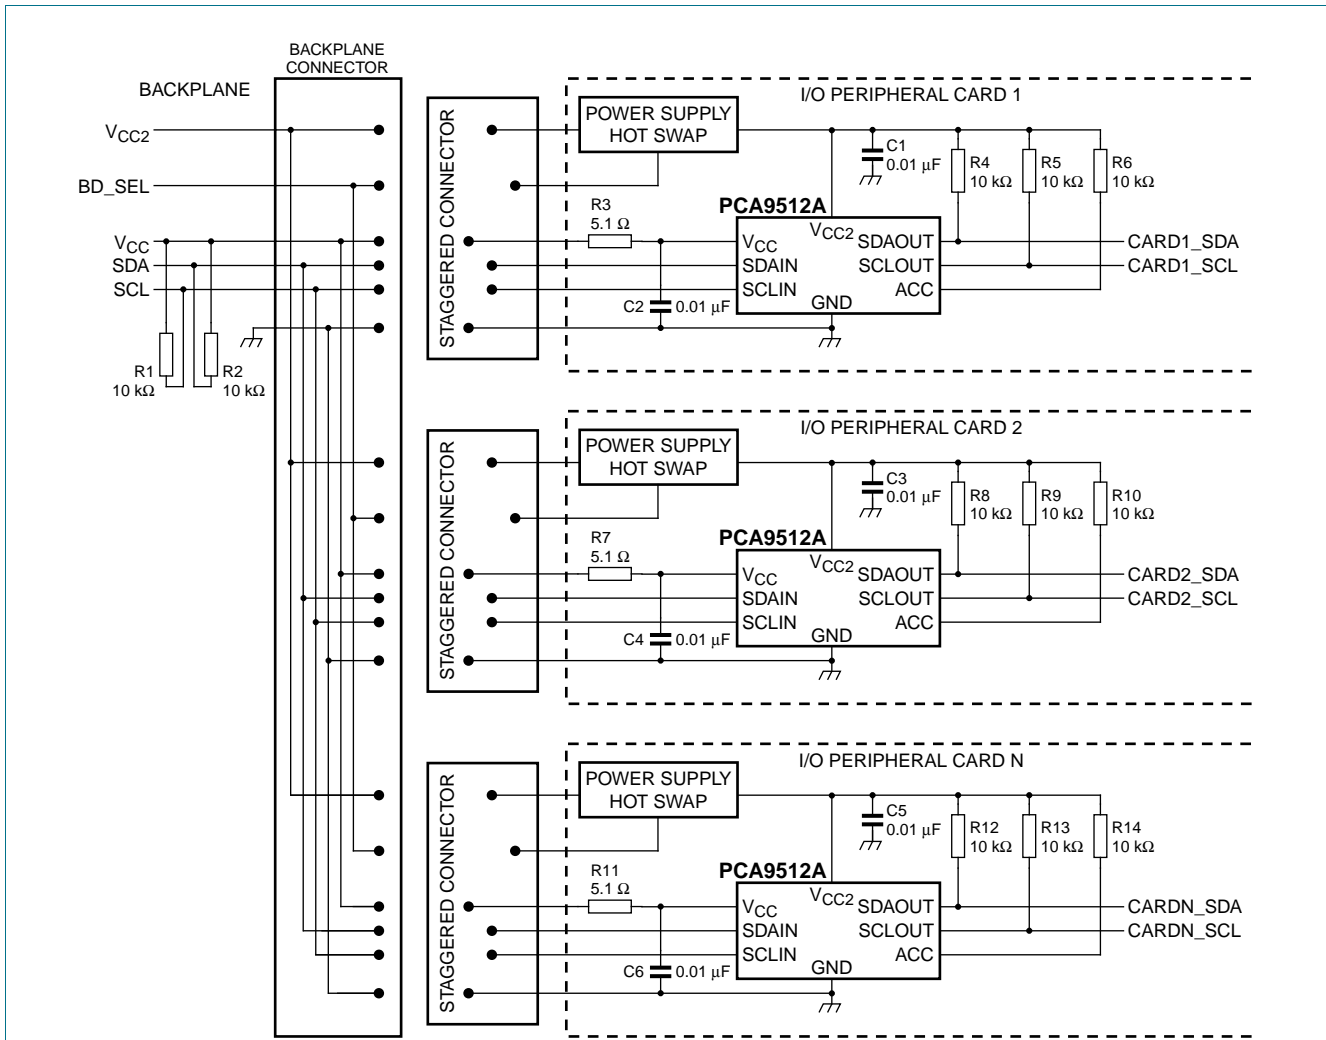 BACKPLANE
CONNECTOR
BACKPLANE
VCC2
BD_SEL
VCC
SDA
SCL
R1
10 kΩ
R2
10 kΩ
STAGGERED CONNECTOR
I/O PERIPHERAL CARD 1
POWER SUPPLY
HOT SWAP
C1
0.01 μF
R4
10 kΩ
R5
10 kΩ
R6
10 kΩ
R3
5.1 Ω
PCA9512A
VCC
VCC2
SDAOUT
SDAIN
SCLOUT
SCLIN
ACC
GND
C2
0.01 μF
CARD1_SDA
CARD1_SCL
STAGGERED CONNECTOR
I/O PERIPHERAL CARD 2
POWER SUPPLY
HOT SWAP
C3
0.01 μF
R8
10 kΩ
R9
10 kΩ
R10
10 kΩ
R7
5.1 Ω
PCA9512A
VCC
VCC2
SDAOUT
SDAIN
SCLOUT
SCLIN
ACC
GND
C4
0.01 μF
CARD2_SDA
CARD2_SCL
STAGGERED CONNECTOR
I/O PERIPHERAL CARD N
POWER SUPPLY
HOT SWAP
C5
0.01 μF
R12
10 kΩ
R13
10 kΩ
R14
10 kΩ
R11
5.1 Ω
PCA9512A
VCC
VCC2
SDAOUT
SDAIN
SCLOUT
SCLIN
ACC
GND
C6
0.01 μF
CARDN_SDA
CARDN_SCL